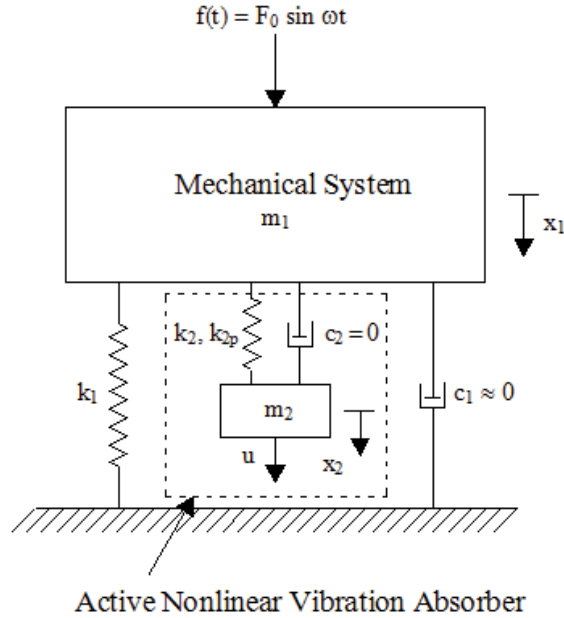 f(t) = F₀ sin ωt
Mechanical System
m₁
x₁
k₂, k₂ₚ
c₂ = 0
k₁
m₂
c₁ ≈ 0
u
x₂
Active Nonlinear Vibration Absorber